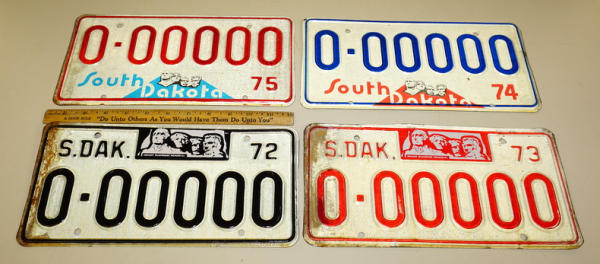 0-00000
South Dakota 75
0-00000
South Dakota 74
"Do Unto Others As You Would Have Them Do Unto You"
S.DAK. 72
0-00000
S.DAK. 73
0-00000